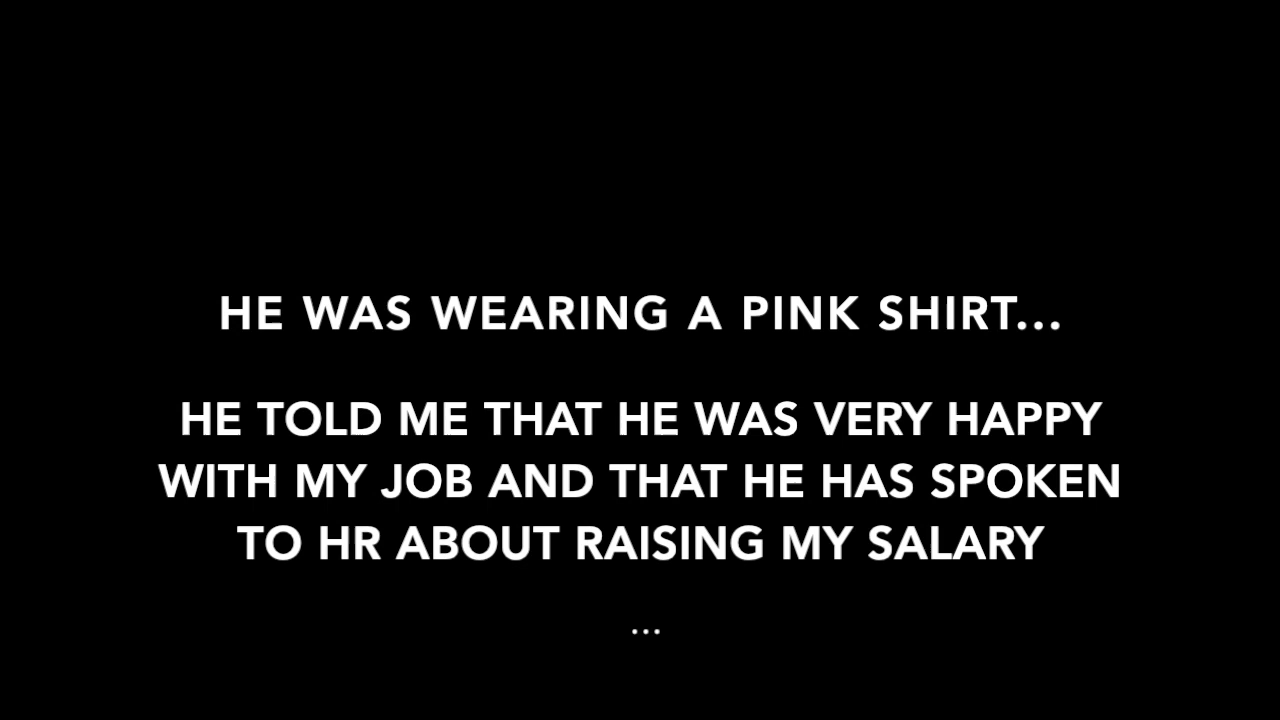 HE WAS WEARING A PINK SHIRT...
HE TOLD ME THAT HE WAS VERY HAPPY
WITH MY JOB AND THAT HE HAS SPOKEN
TO HR ABOUT RAISING MY SALARY
...